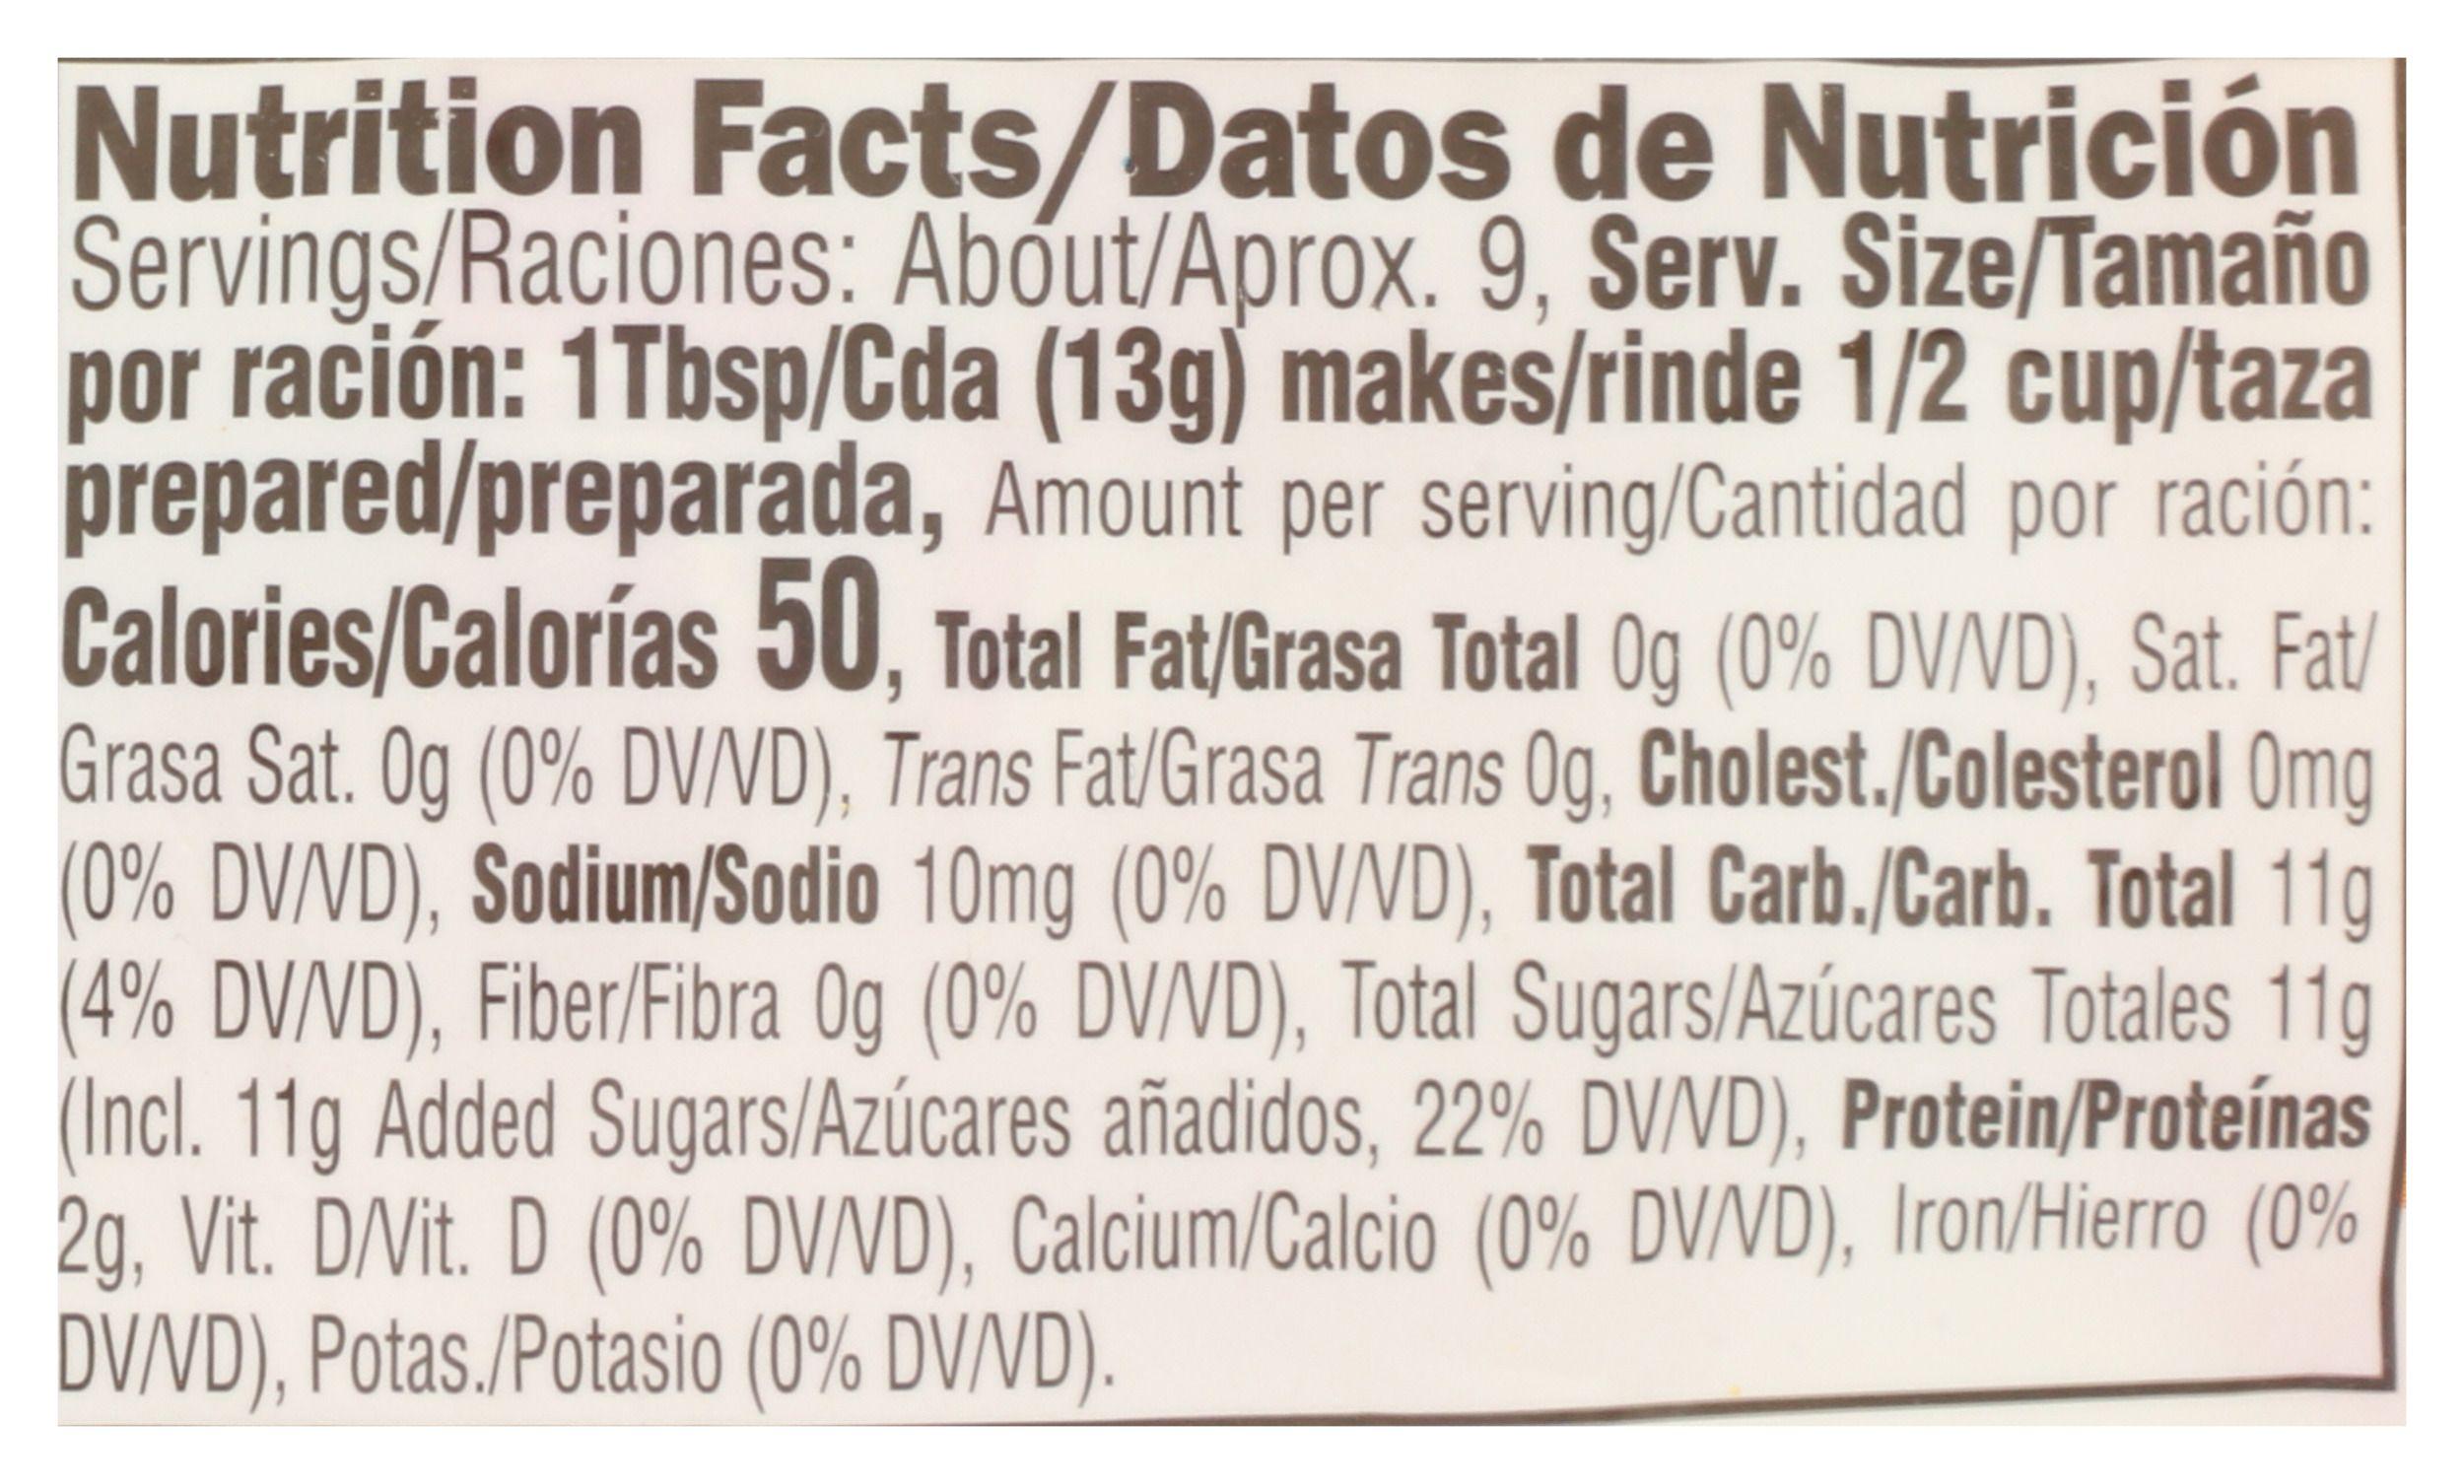 Nutrition Facts/Datos de Nutrición
Servings/Raciones: About/Aprox. 9, Serv. Size/Tamaño
por ración: 1Tbsp/Cda (13g) makes/rinde 1/2 cup/taza
prepared/preparada, Amount per serving/Cantidad por ración:
Calories/Calorías 50, Total Fat/Grasa Total 0g (0% DV/VD), Sat. Fat/
Grasa Sat. 0g (0% DV/VD), Trans Fat/Grasa Trans 0g, Cholest./Colesterol 0mg
(0% DV/VD), Sodium/Sodio 10mg (0% DV/VD), Total Carb./Carb. Total 11g
(4% DV/VD), Fiber/Fibra 0g (0% DV/VD), Total Sugars/Azúcares Totales 11g
(Incl. 11g Added Sugars/Azúcares añadidos, 22% DV/VD), Protein/Proteínas
2g, Vit. D/Vit. D (0% DV/VD), Calcium/Calcio (0% DV/VD), Iron/Hierro (0%
DV/VD), Potas./Potasio (0% DV/VD).